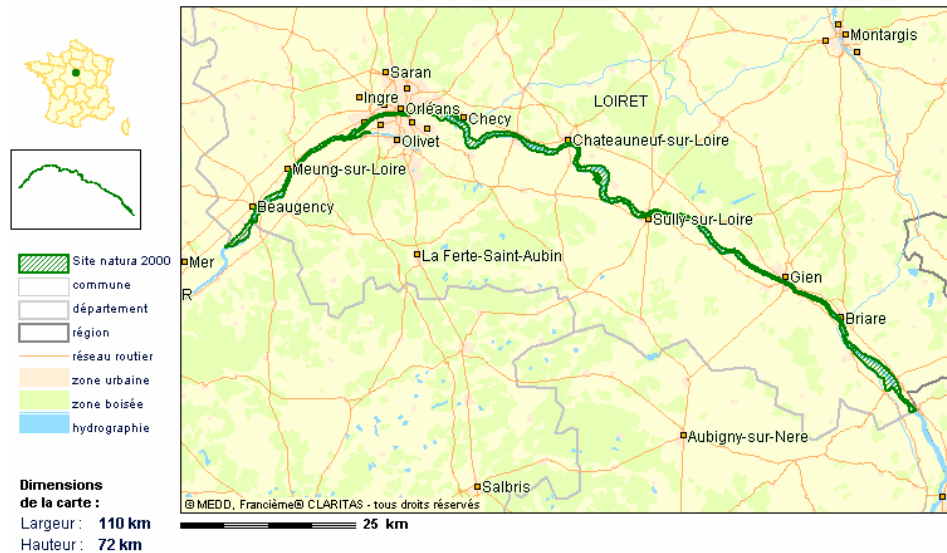 Montargis
Saran
Ingre
LOIRET
Orléans
Checy
Chateauneuf-sur-Loire
Olivet
Meung-sur-Loire
Beaugency
Sully-sur-Loire
La Ferte-Saint-Aubin
Mer
Gien
R
Briare
Aubigny-sur-Nere
Salbris
© MEDD, Francième® CLARITAS - tous droits réservés
25 km
Site natura 2000
commune
département
région
réseau routier
zone urbaine
zone boisée
hydrographie
Dimensions
de la carte :
Largeur : 110 km
Hauteur : 72 km